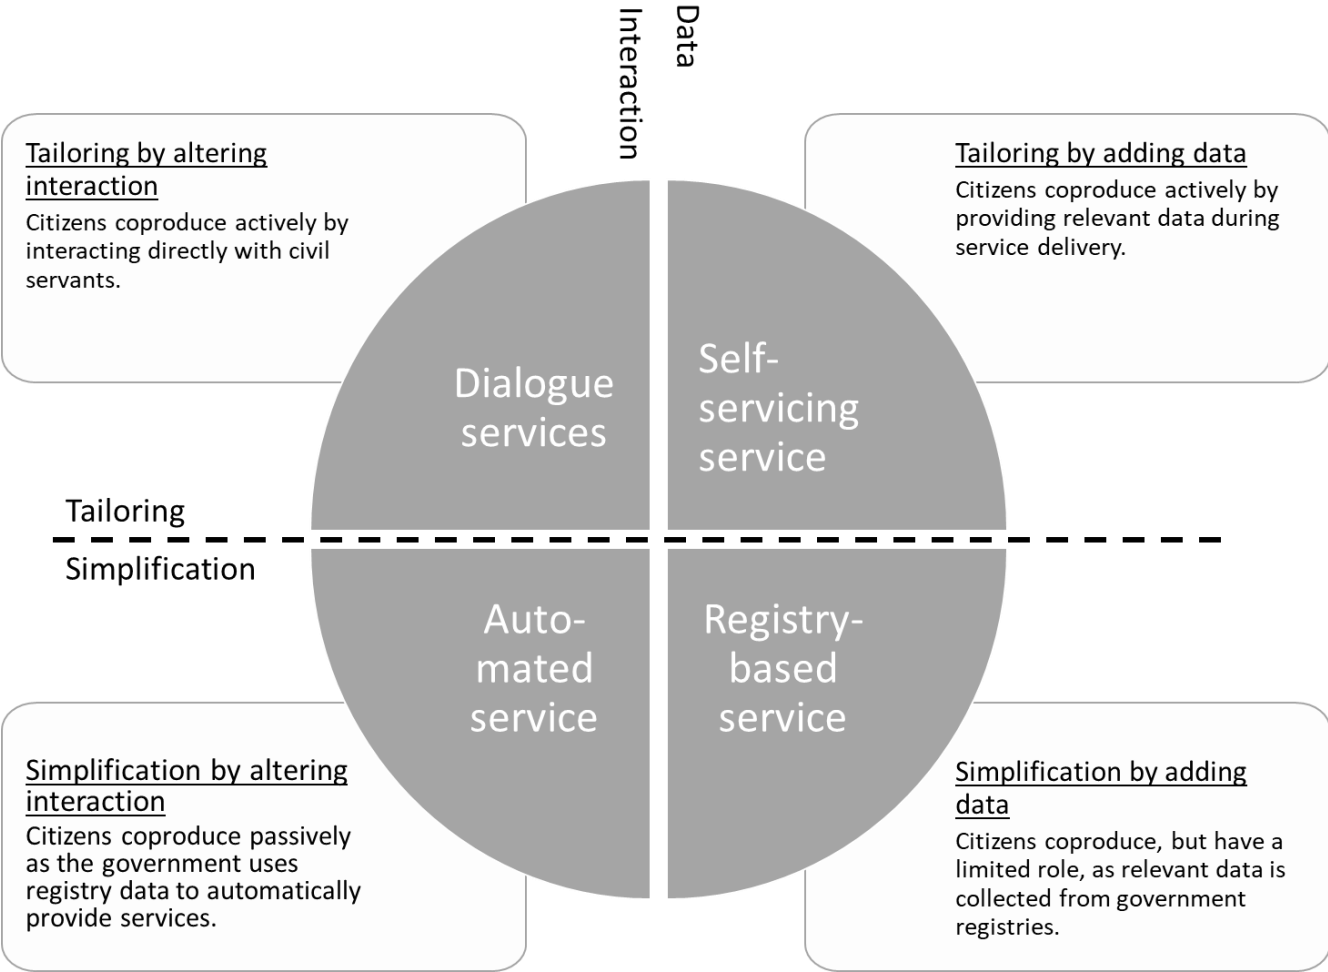 Interaction
Data
Tailoring by altering
interaction
Citizens coproduce actively by
interacting directly with civil
servants.
Tailoring by adding data
Citizens coproduce actively by
providing relevant data during
service delivery.
Dialogue
services
Self-
servicing
service
Tailoring
Simplification
Auto-
mated
service
Registry-
based
service
Simplification by altering
interaction
Citizens coproduce passively
as the government uses
registry data to automatically
provide services.
Simplification by adding
data
Citizens coproduce, but have a
limited role, as relevant data is
collected from government
registries.